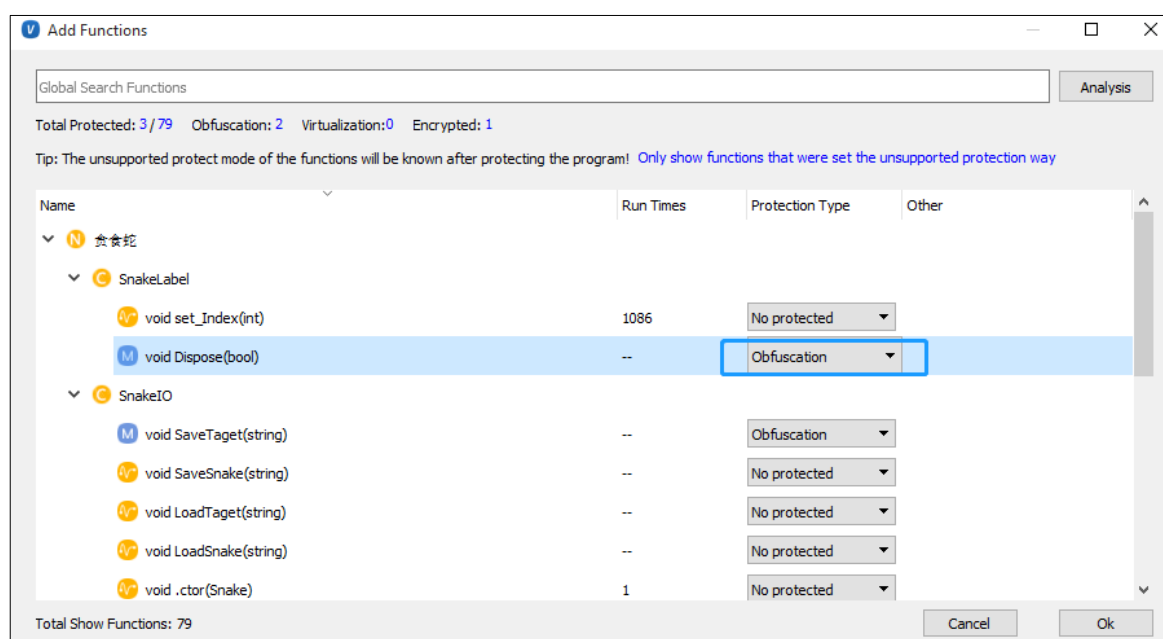 V Add Functions
Global Search Functions Analysis
Total Protected: 3 / 79 Obfuscation: 2 Virtualization:0 Encrypted: 1
Tip: The unsupported protect mode of the functions will be known after protecting the program! Only show functions that were set the unsupported protection way
Name Run Times Protection Type Other
N 贪食蛇
C SnakeLabel
void set_Index(int) 1086 No protected
M void Dispose(bool) -- Obfuscation
C SnakeIO
M void SaveTaget(string) -- Obfuscation
void SaveSnake(string) -- No protected
void LoadTaget(string) -- No protected
void LoadSnake(string) -- No protected
void .ctor(Snake) 1 No protected
Total Show Functions: 79 Cancel Ok